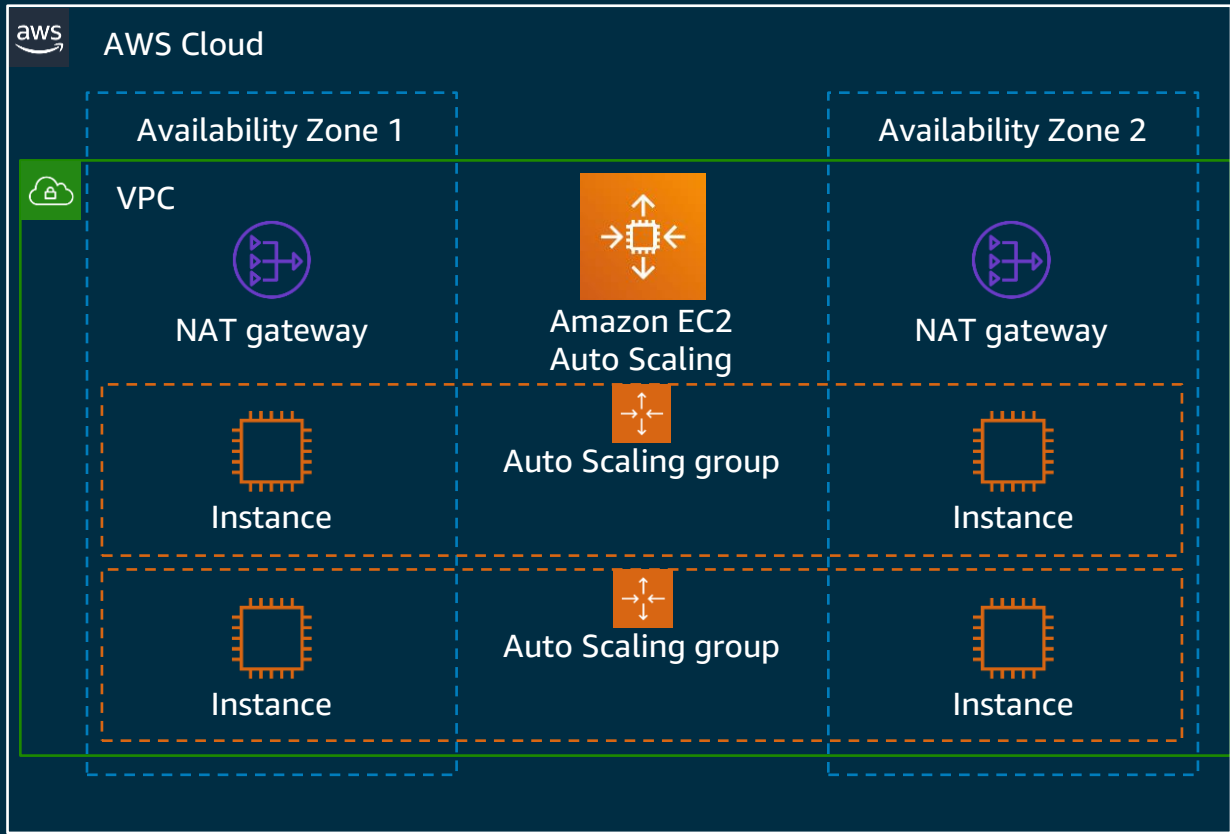 aws
AWS Cloud
Availability Zone 1
Availability Zone 2
VPC
NAT gateway
Amazon EC2
Auto Scaling
NAT gateway
Auto Scaling group
Instance
Instance
Auto Scaling group
Instance
Instance